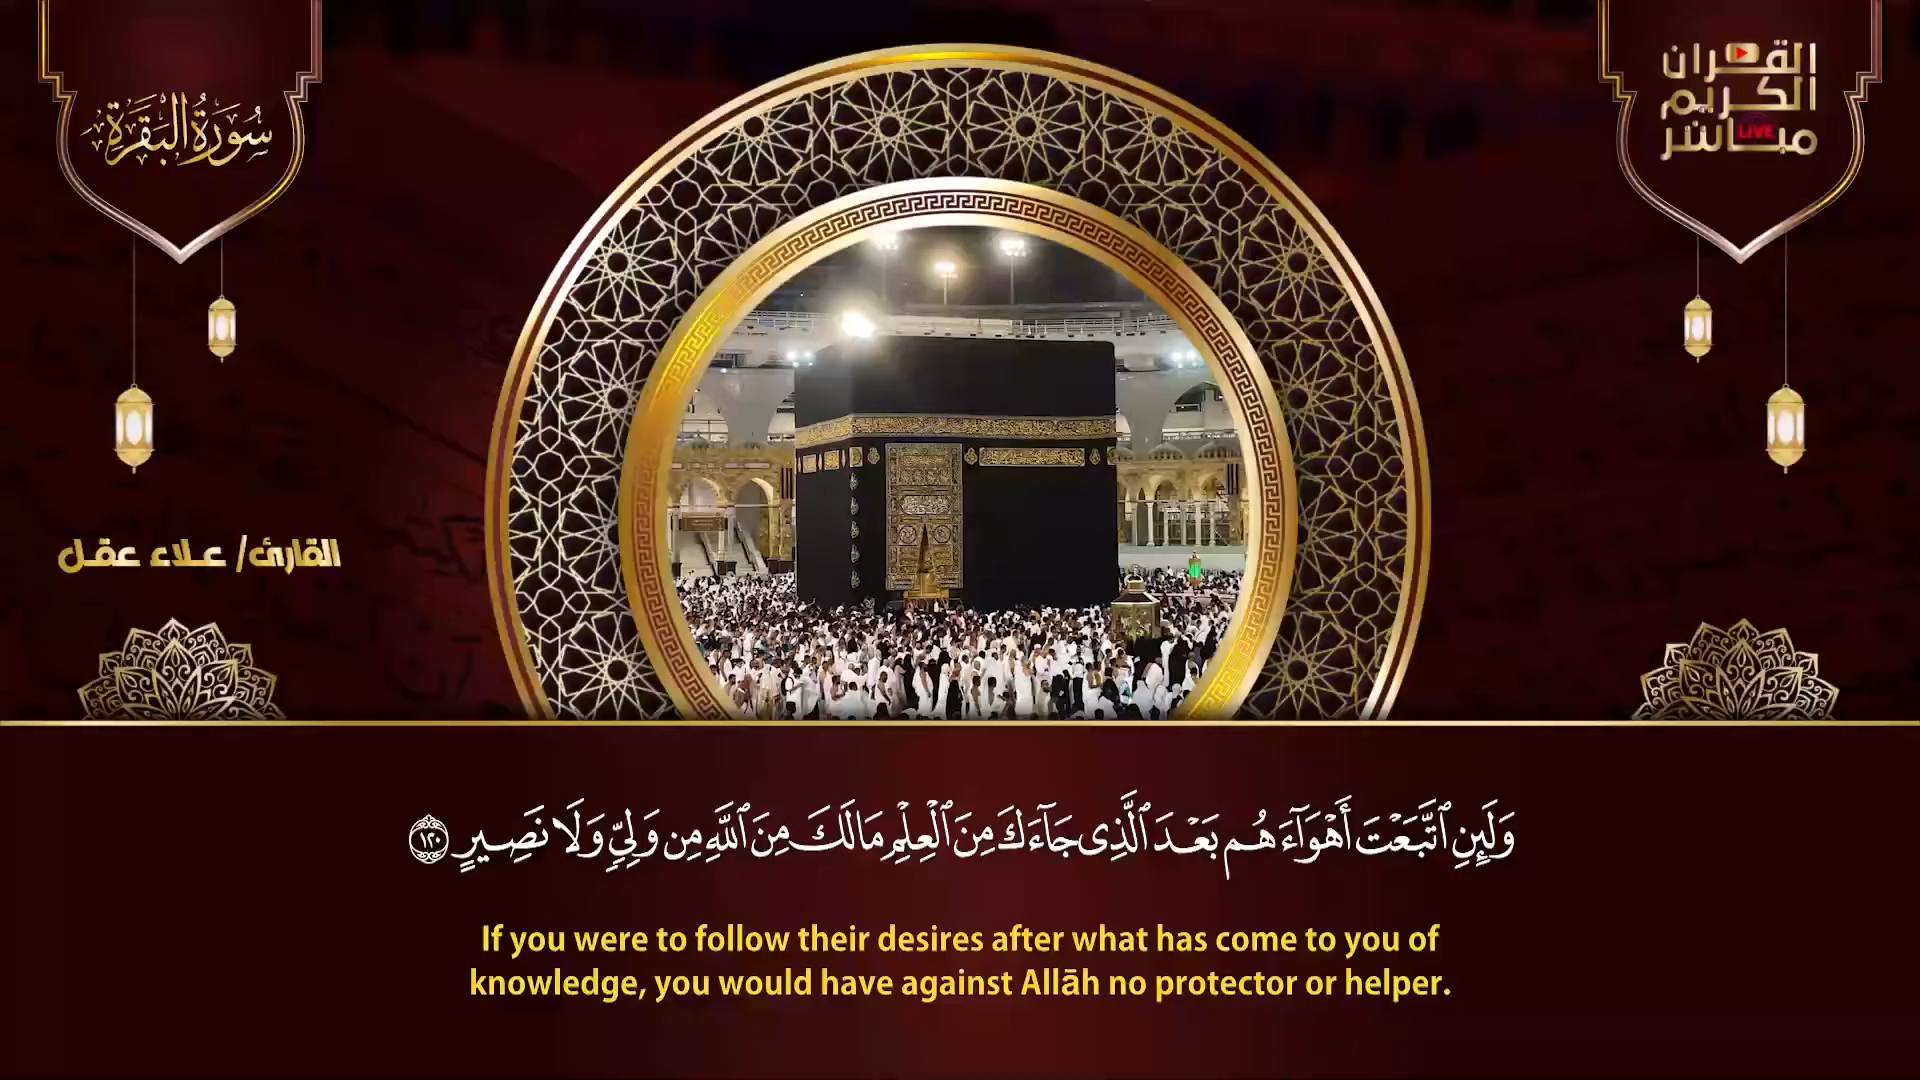 سُورَةُ البَقَرَةِ
القرآن
الكريم
مباشر
LIVE
القارئ/ علاء عقل
وَلَئِنِ ٱتَّبَعْتَ أَهْوَآءَهُم بَعْدَ ٱلَّذِى جَآءَكَ مِنَ ٱلْعِلْمِ مَا لَكَ مِنَ ٱللَّهِ مِن وَلِىٍّ وَلَا نَصِيرٍ ١٢٠
If you were to follow their desires after what has come to you of
knowledge, you would have against Allāh no protector or helper.